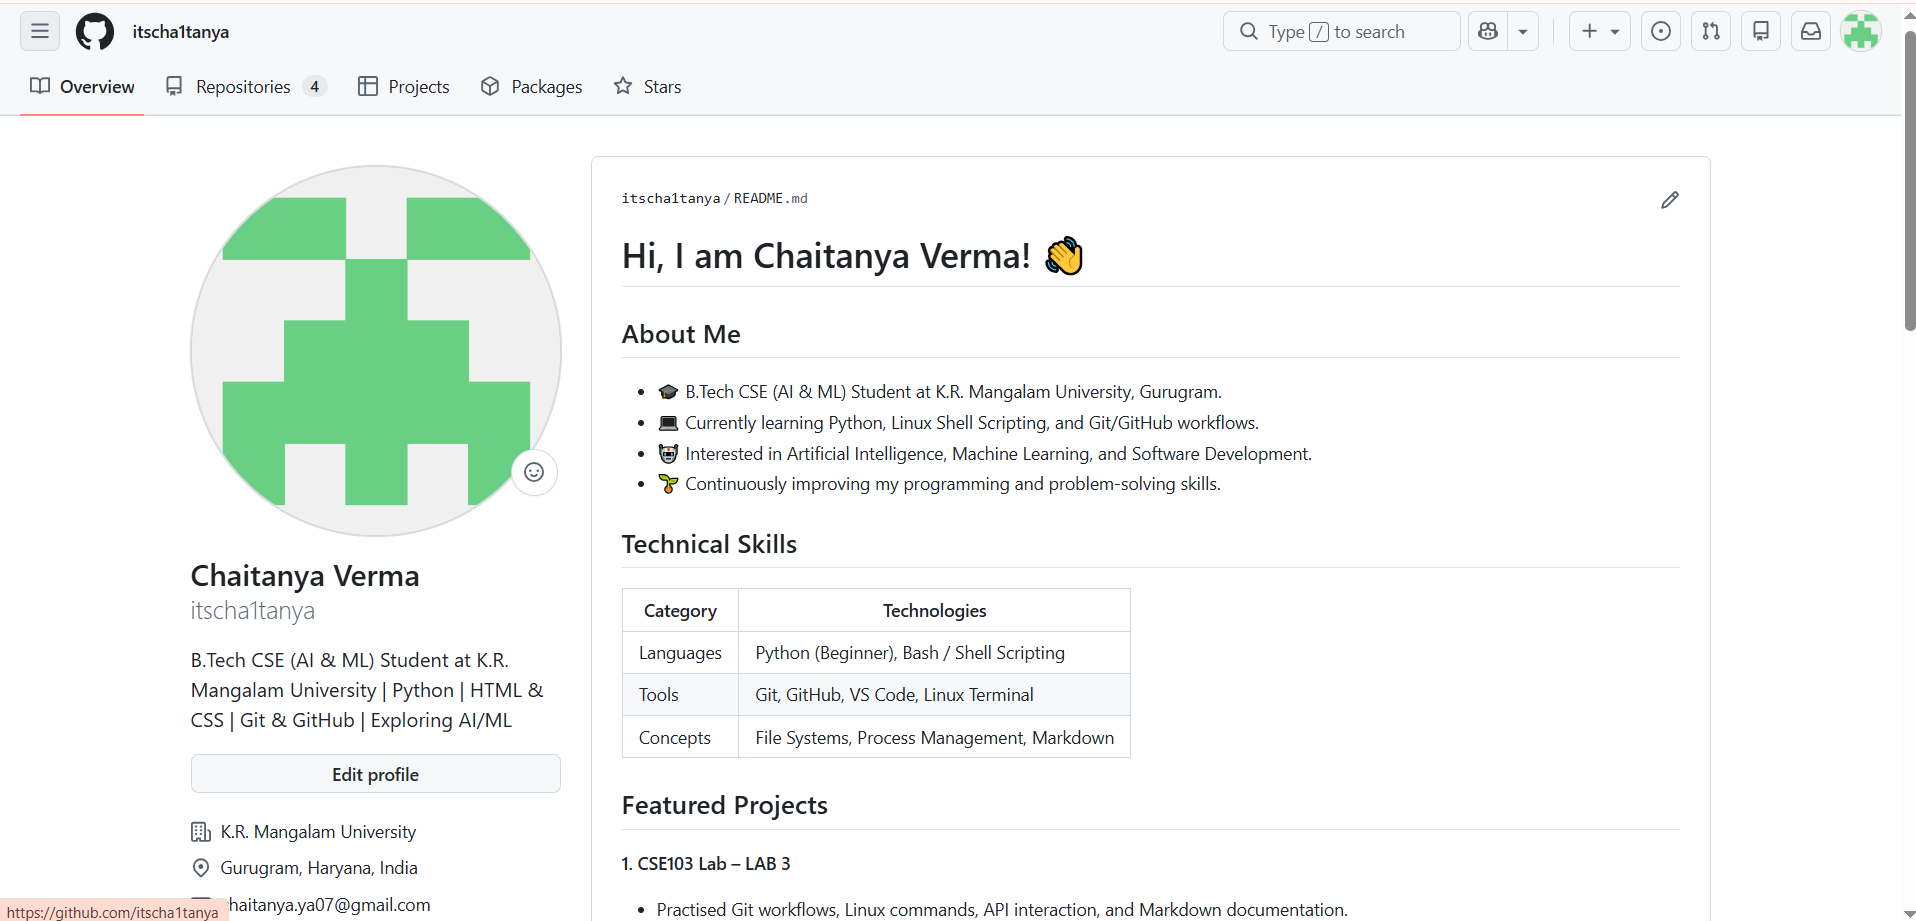 itscha1tanya
Type / to search
Overview
Repositories 4
Projects
Packages
Stars
Chaitanya Verma
itscha1tanya
B.Tech CSE (AI & ML) Student at K.R.
Mangalam University | Python | HTML &
CSS | Git & GitHub | Exploring AI/ML
Edit profile
K.R. Mangalam University
Gurugram, Haryana, India
haitanya.ya07@gmail.com
https://github.com/itscha1tanya
itscha1tanya/README.md
Hi, I am Chaitanya Verma!
About Me
• B.Tech CSE (AI & ML) Student at K.R. Mangalam University, Gurugram.
• Currently learning Python, Linux Shell Scripting, and Git/GitHub workflows.
• Interested in Artificial Intelligence, Machine Learning, and Software Development.
• Continuously improving my programming and problem-solving skills.
Technical Skills
Category Technologies
Languages Python (Beginner), Bash / Shell Scripting
Tools Git, GitHub, VS Code, Linux Terminal
Concepts File Systems, Process Management, Markdown
Featured Projects
1. CSE103 Lab – LAB 3
• Practised Git workflows, Linux commands, API interaction, and Markdown documentation.